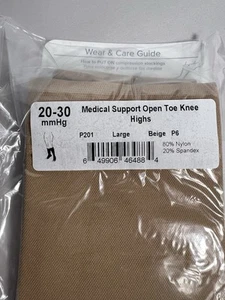 Wear & Care Guide
20-30
mmHg
Medical Support Open Toe Knee
Highs
P201 Large Beige P6
80% Nylon
20% Spandex
6 49906 46488 4